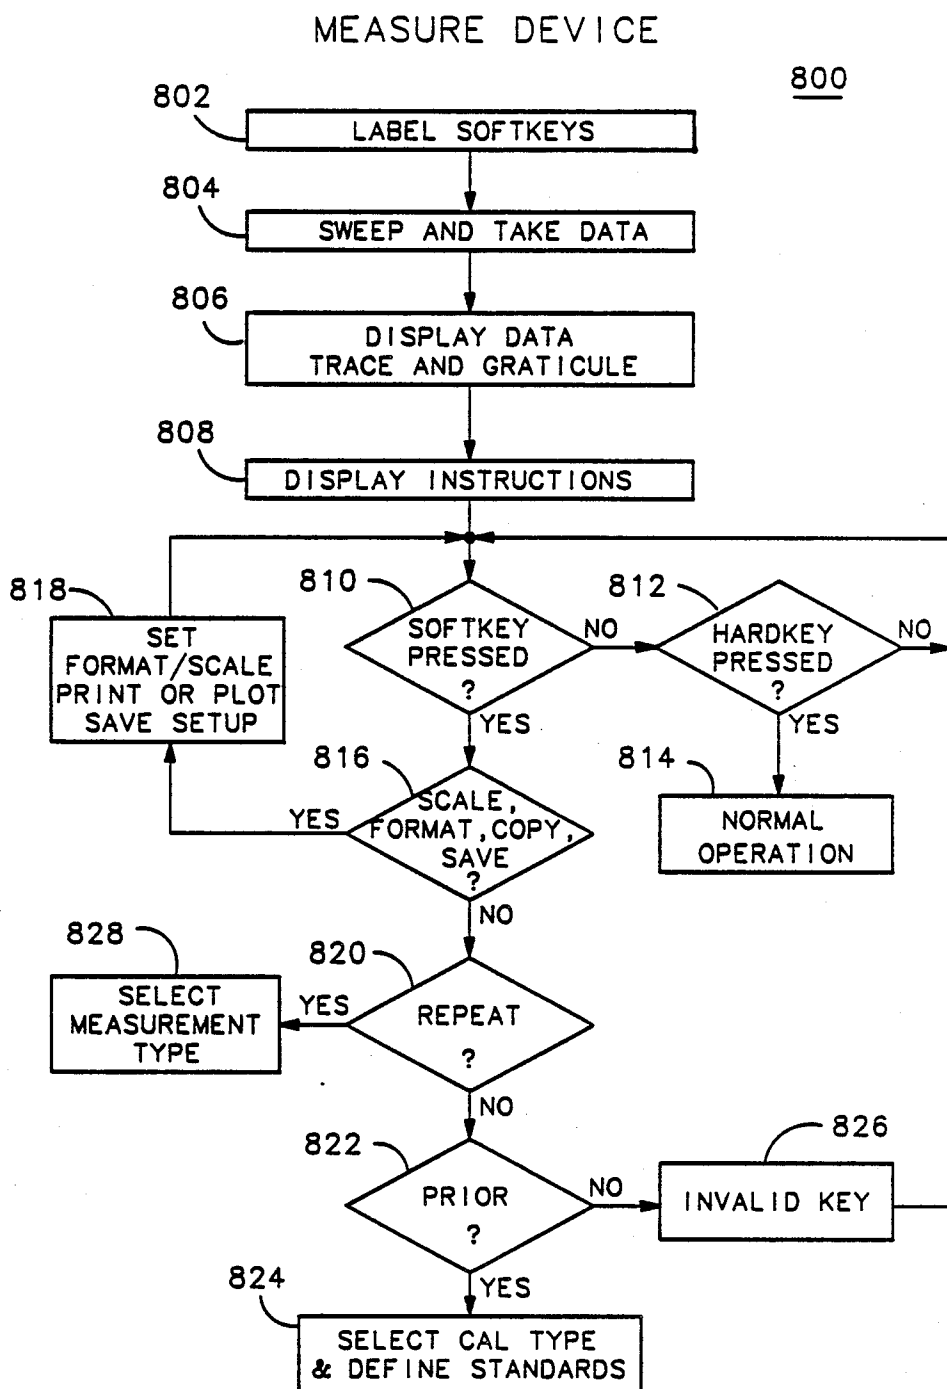 MEASURE DEVICE
800
802
LABEL SOFTKEYS
804
SWEEP AND TAKE DATA
806
DISPLAY DATA
TRACE AND GRATICULE
808
DISPLAY INSTRUCTIONS
810
SOFTKEY
PRESSED
?
NO
YES
812
HARDKEY
PRESSED
?
NO
YES
814
NORMAL
OPERATION
818
SET
FORMAT/SCALE
PRINT OR PLOT
SAVE SETUP
816
SCALE,
FORMAT,COPY,
SAVE
?
YES
NO
828
SELECT
MEASUREMENT
TYPE
820
REPEAT
?
YES
NO
822
PRIOR
?
NO
YES
826
INVALID KEY
824
SELECT CAL TYPE
& DEFINE STANDARDS